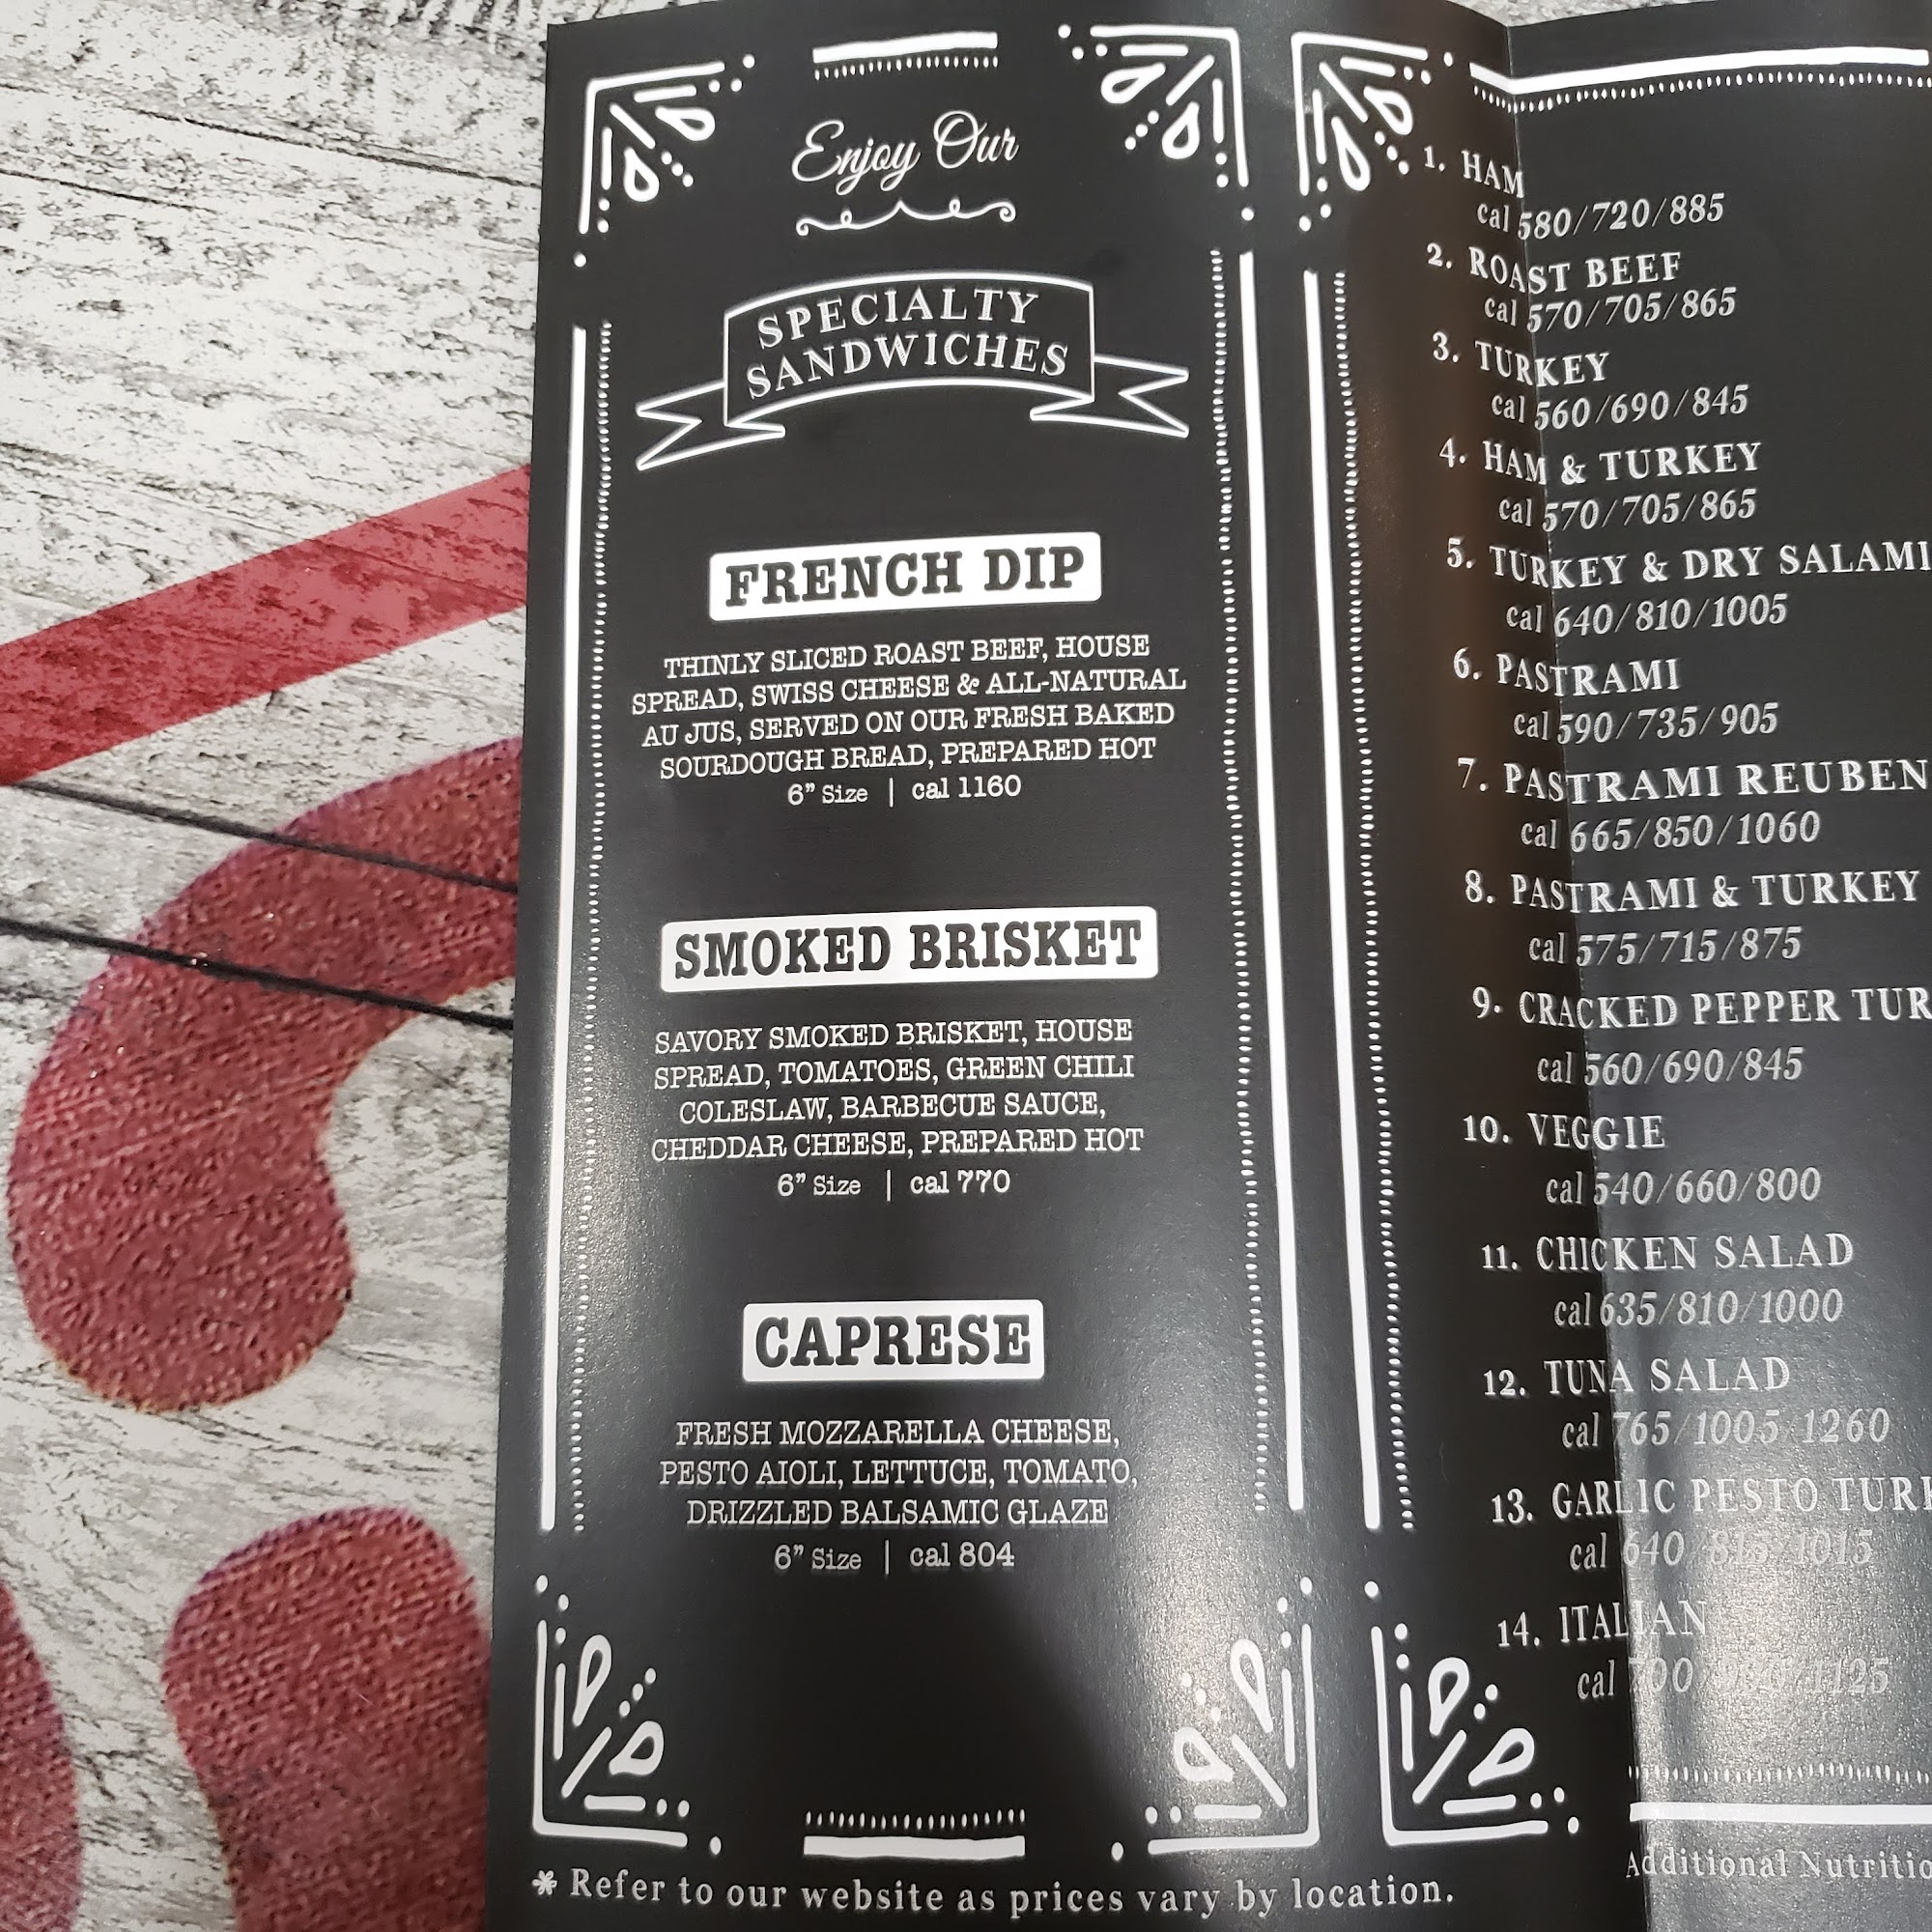 Enjoy Our
SPECIALTY
SANDWICHES
FRENCH DIP
THINLY SLICED ROAST BEEF, HOUSE
SPREAD, SWISS CHEESE & ALL-NATURAL
AU JUS, SERVED ON OUR FRESH BAKED
SOURDOUGH BREAD, PREPARED HOT
6" Size | cal 1160
SMOKED BRISKET
SAVORY SMOKED BRISKET, HOUSE
SPREAD, TOMATOES, GREEN CHILI
COLESLAW, BARBECUE SAUCE,
CHEDDAR CHEESE, PREPARED HOT
6" Size | cal 770
CAPRESE
FRESH MOZZARELLA CHEESE,
PESTO AIOLI, LETTUCE, TOMATO,
DRIZZLED BALSAMIC GLAZE
6" Size | cal 804
* Refer to our website as prices vary by location.
1. HAM
cal 580/720/885
2. ROAST BEEF
cal 570/705/865
3. TURKEY
cal 560/690/845
4. HAM & TURKEY
cal 570/705/865
5. TURKEY & DRY SALAMI
cal 640/810/1005
6. PASTRAMI
cal 590/735/905
7. PASTRAMI REUBEN
cal 665/850/1060
8. PASTRAMI & TURKEY
cal 575/715/875
9. CRACKED PEPPER TUR
cal 560/690/845
10. VEGGIE
cal 540/660/800
11. CHICKEN SALAD
cal 635/810/1000
12. TUNA SALAD
cal 765/1005/1260
13. GARLIC PESTO TURK
cal 640/815/1015
14. ITALIAN
cal 1125
Additional Nutritio